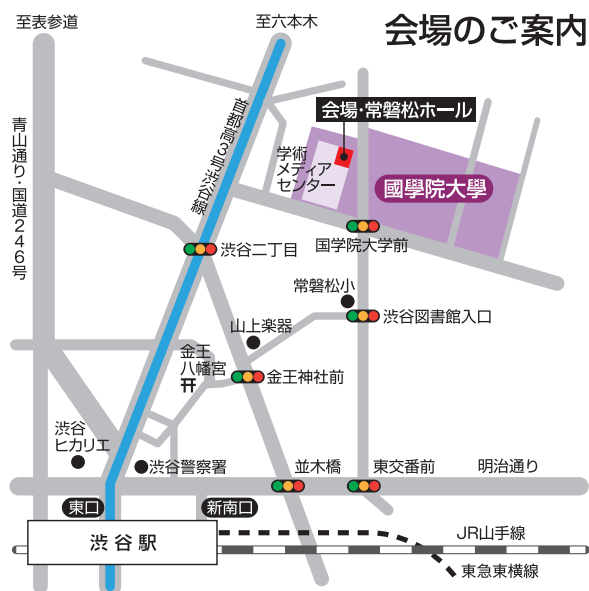 至表参道
至六本木
会場のご案内
首都高3号渋谷線
会場・常磐松ホール
青山通り・国道246号
学術
メディア
センター
國學院大學
渋谷二丁目
国学院大学前
常磐松小
渋谷図書館入口
山上楽器
金王
八幡宮
金王神社前
渋谷
ヒカリエ
渋谷警察署
並木橋
東交番前
明治通り
東口
新南口
渋谷駅
JR山手線
東急東横線